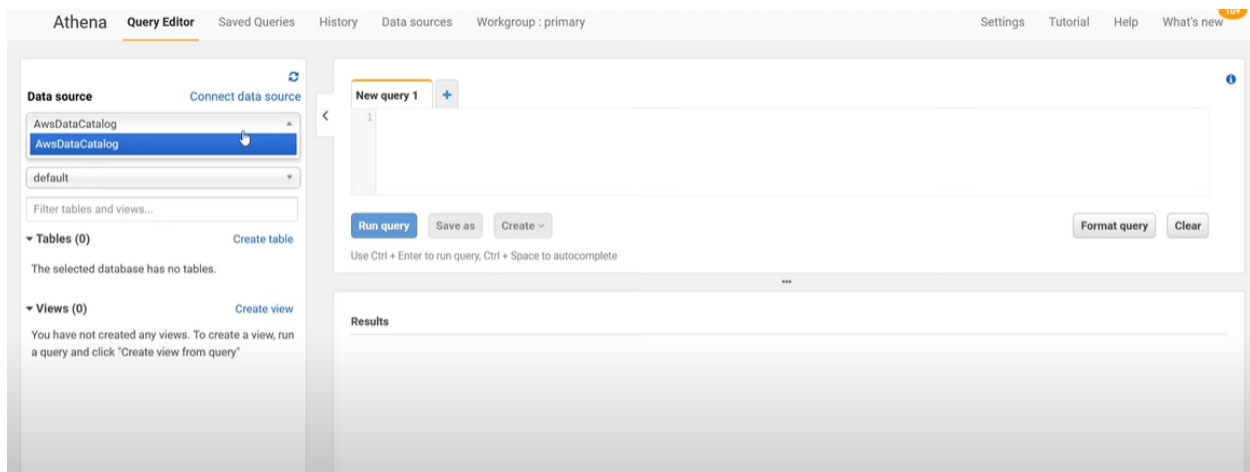 Athena Query Editor Saved Queries History Data sources Workgroup : primary Settings Tutorial Help What's new 10+
Data source Connect data source
AwsDataCatalog
AwsDataCatalog
default
Filter tables and views...
Tables (0) Create table
The selected database has no tables.
Views (0) Create view
You have not created any views. To create a view, run
a query and click "Create view from query"
New query 1
1
Run query Save as Create Format query Clear
Use Ctrl + Enter to run query, Ctrl + Space to autocomplete
Results